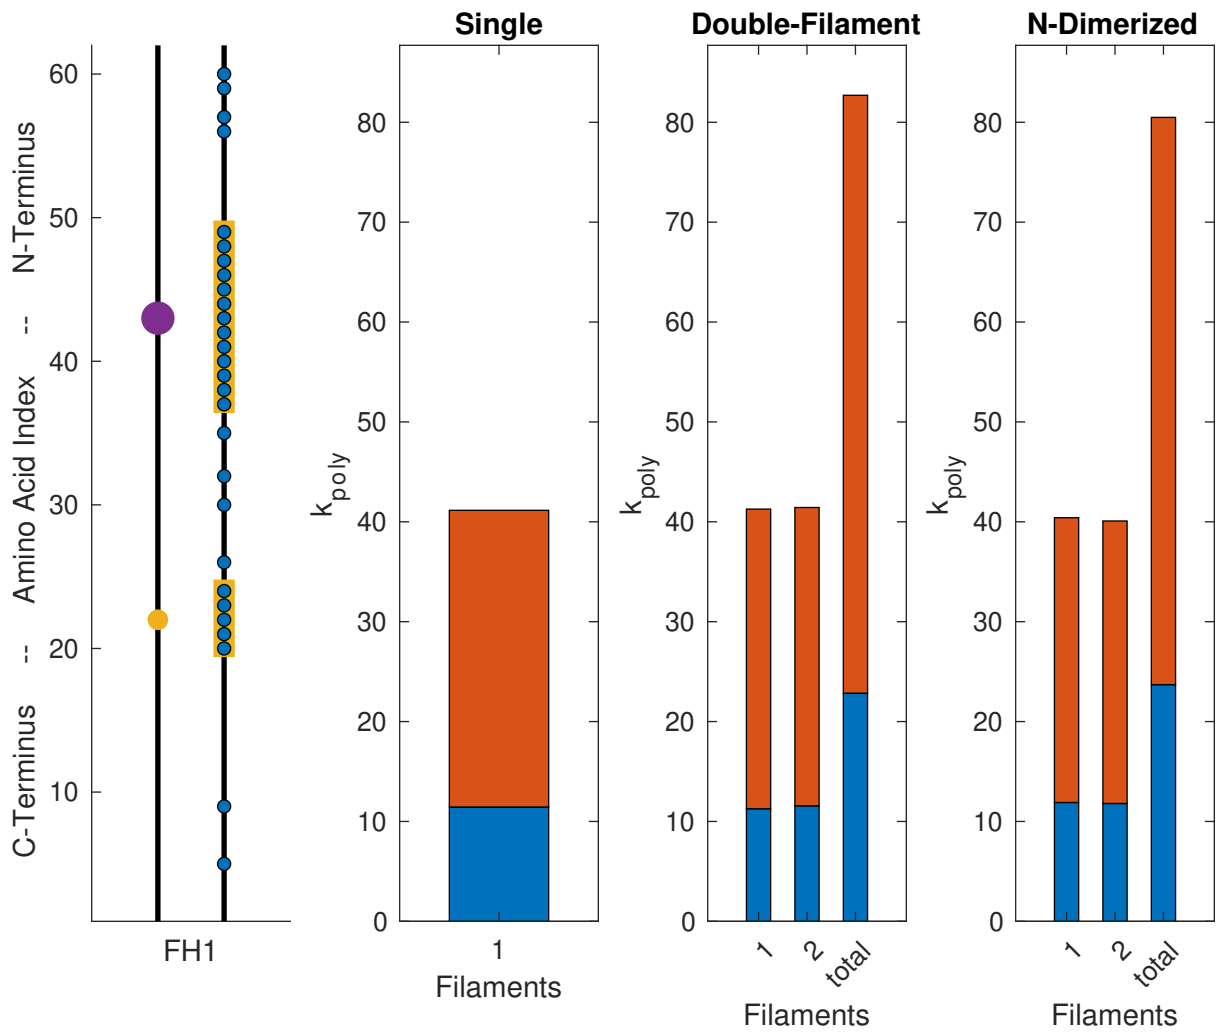 Single
Double-Filament
N-Dimerized
C-Terminus -- Amino Acid Index -- N-Terminus
60
50
40
30
20
10
FH1
k_poly
80
70
60
50
40
30
20
10
0
1
Filaments
k_poly
80
70
60
50
40
30
20
10
0
1
2
total
Filaments
k_poly
80
70
60
50
40
30
20
10
0
1
2
total
Filaments